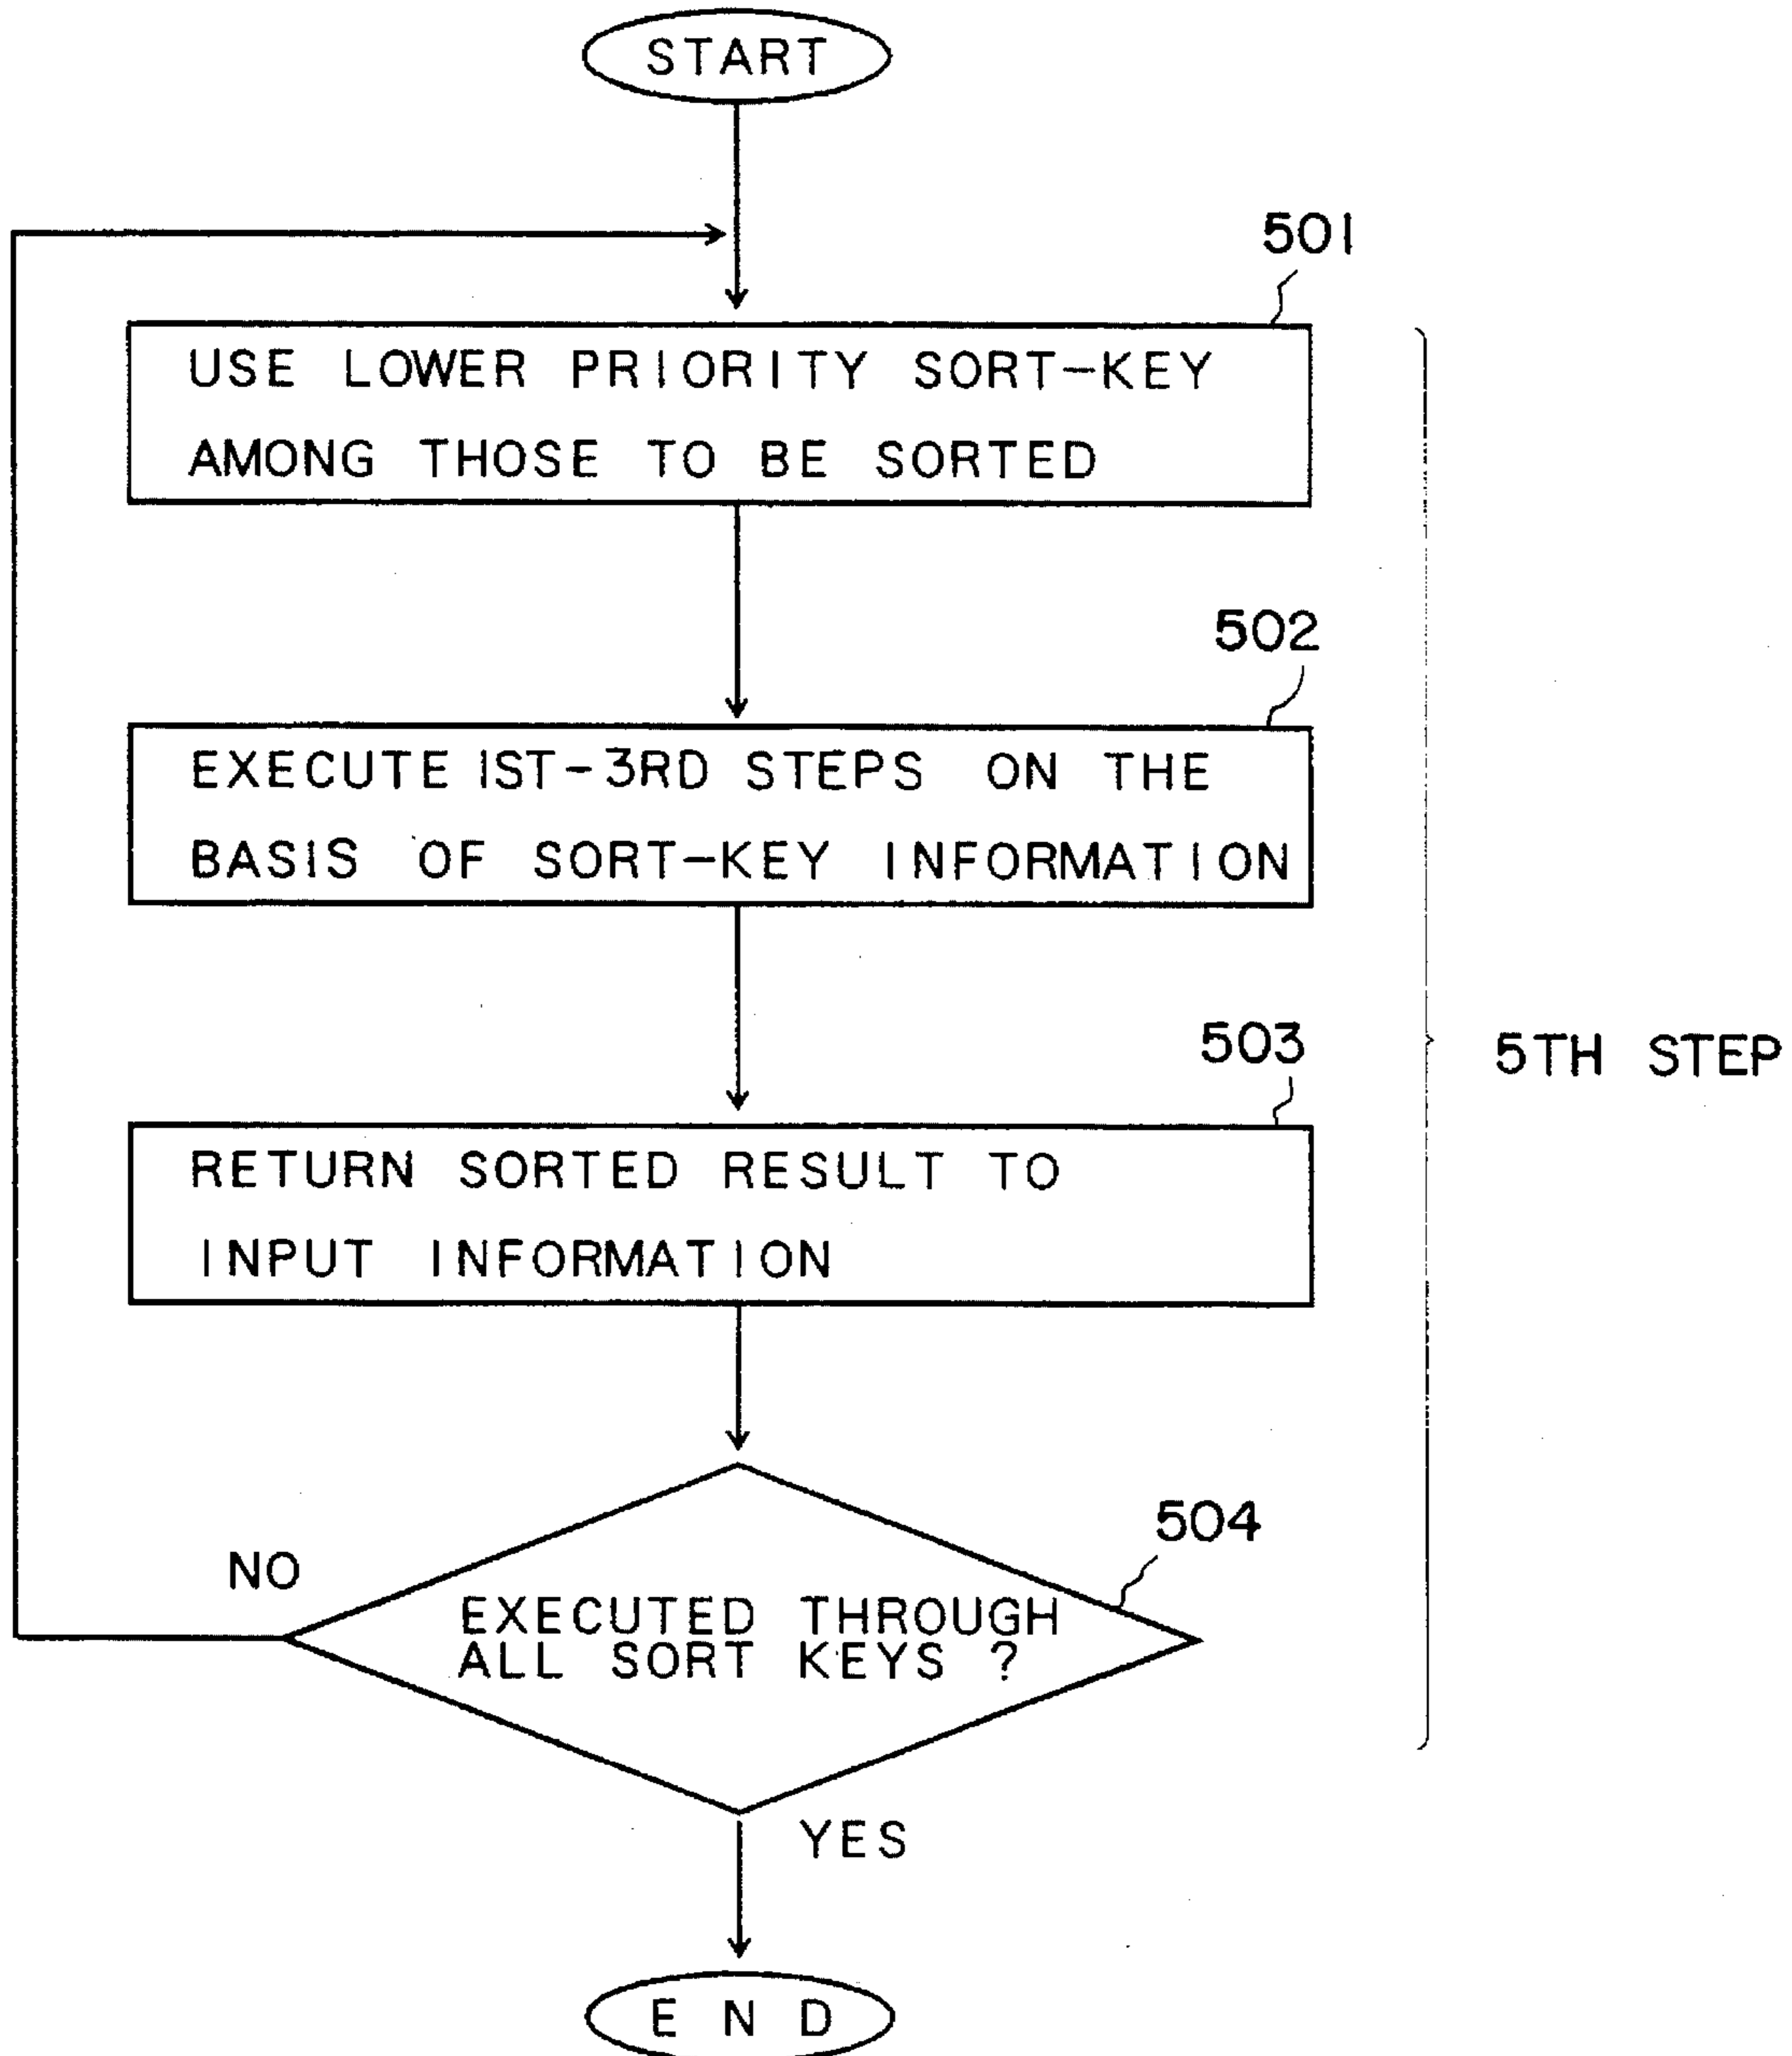 START
501
USE LOWER PRIORITY SORT-KEY
AMONG THOSE TO BE SORTED
502
EXECUTE 1ST-3RD STEPS ON THE
BASIS OF SORT-KEY INFORMATION
503
5TH STEP
RETURN SORTED RESULT TO
INPUT INFORMATION
504
NO
EXECUTED THROUGH
ALL SORT KEYS ?
YES
END